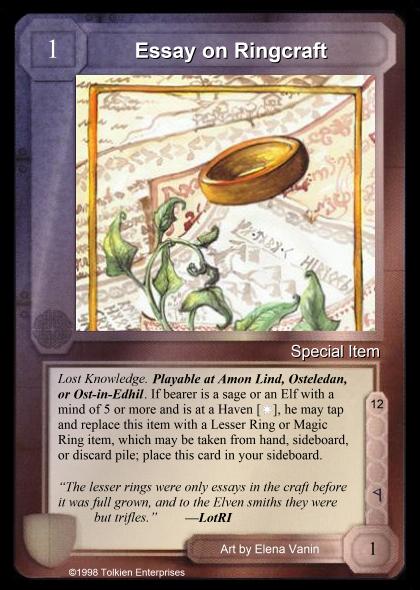 1
Essay on Ringcraft
Special Item
Lost Knowledge. Playable at Amon Lind, Osteledan,
or Ost-in-Edhil. If bearer is a sage or an Elf with a
mind of 5 or more and is at a Haven [☀], he may tap
and replace this item with a Lesser Ring or Magic
Ring item, which may be taken from hand, sideboard,
or discard pile; place this card in your sideboard.
“The lesser rings were only essays in the craft before
it was full grown, and to the Elven smiths they were
but trifles.” —LotRI
12
Art by Elena Vanin
1
©1998 Tolkien Enterprises